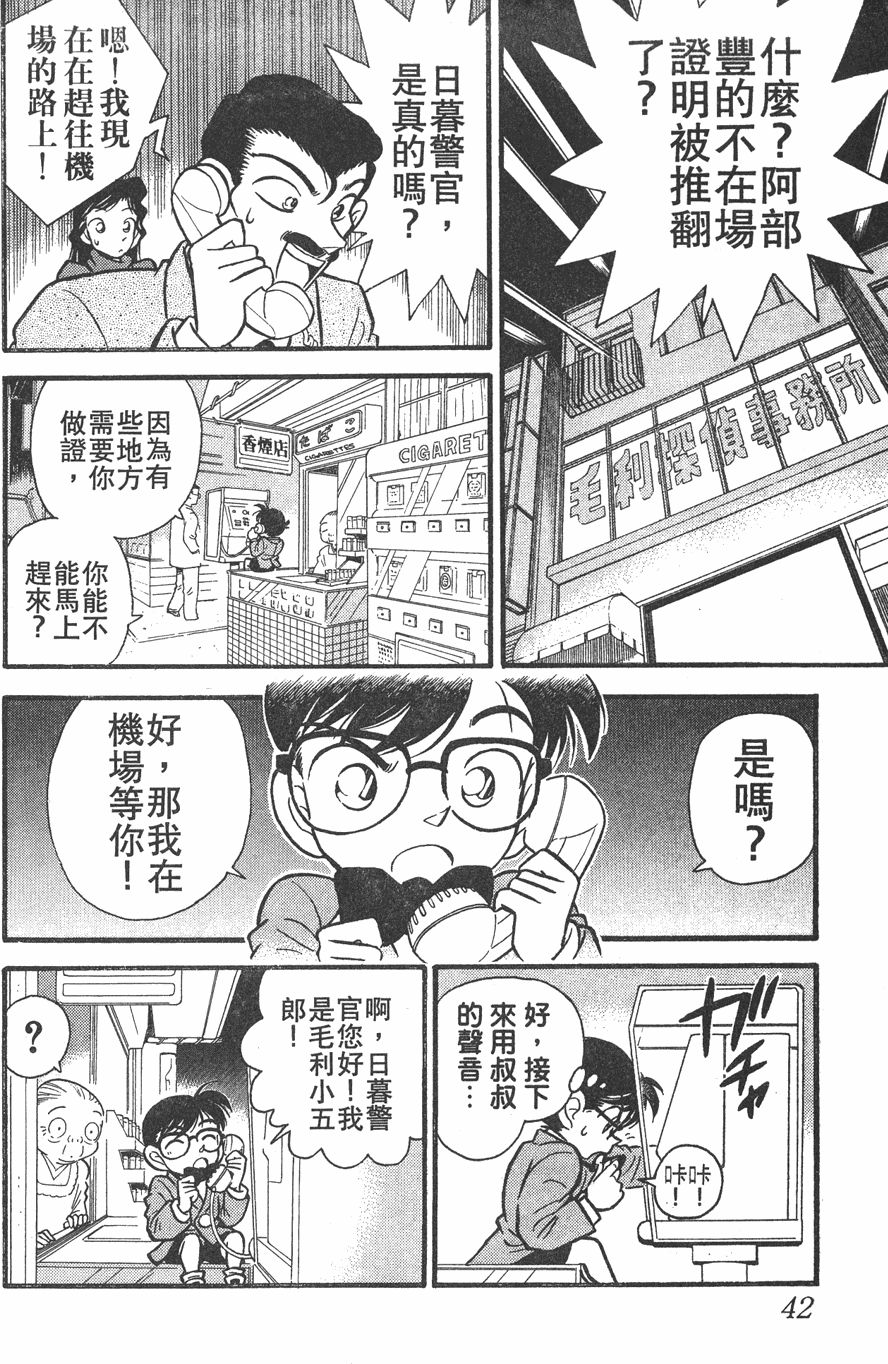 什麼?阿部
豐的不在場
證明被推翻
了?
毛利探偵事務所
日暮警官,
是真的嗎?
嗯!我現
在在趕往機
場的路上!
因為有
些地方
需要你
做證,
你能不
能馬上
趕來?
香煙店
たばこ
CIGARETTES
CIGARET
是嗎?
好,那我在
機場等你!
ガチャ
咔!
咔!
好,接下
來用叔叔
的聲音…
啊,日暮警
官您好!我
是毛利小五
郎!
?
42